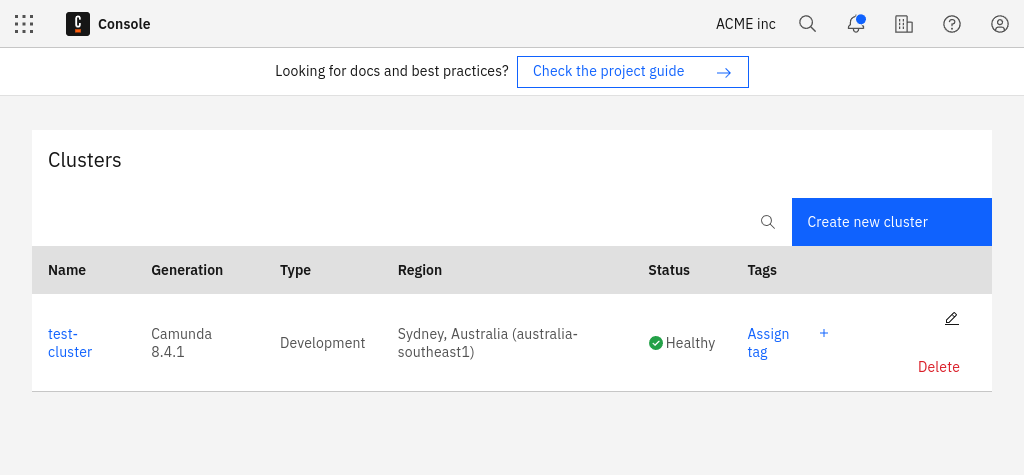 C Console ACME inc
Looking for docs and best practices? Check the project guide →
Clusters
Create new cluster
Name Generation Type Region Status Tags
test-
cluster
Camunda
8.4.1
Development
Sydney, Australia (australia-
southeast1)
Healthy
Assign
tag
+
Delete